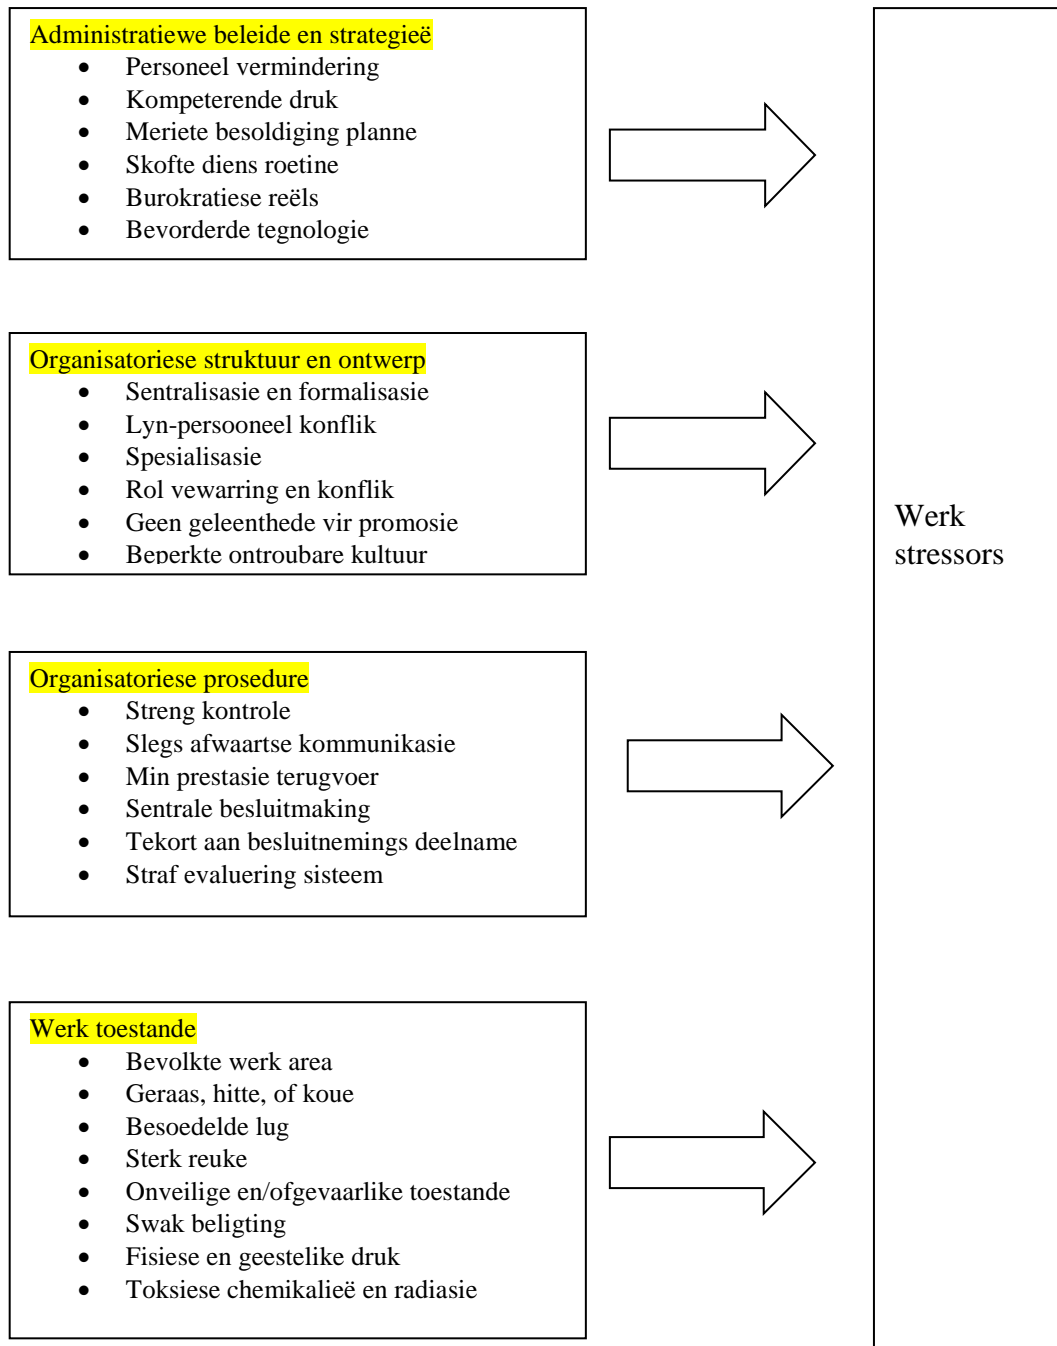 Administratiewe beleide en strategieë
• Personeel vermindering
• Kompeterende druk
• Meriete besoldiging planne
• Skofte diens roetine
• Burokratiese reëls
• Bevorderde tegnologie
Organisatoriese struktuur en ontwerp
• Sentralisasie en formalisasie
• Lyn-persooneel konflik
• Spesialisasie
• Rol vewarring en konflik
• Geen geleenthede vir promosie
• Beperkte ontroubare kultuur
Organisatoriese prosedure
• Streng kontrole
• Slegs afwaartse kommunikasie
• Min prestasie terugvoer
• Sentrale besluitmaking
• Tekort aan besluitnemings deelname
• Straf evaluering sisteem
Werk toestande
• Bevolkte werk area
• Geraas, hitte, of koue
• Besoedelde lug
• Sterk reuke
• Onveilige en/ofgevaarlike toestande
• Swak beligting
• Fisiese en geestelike druk
• Toksiese chemikalieë en radiasie
Werk
stressors